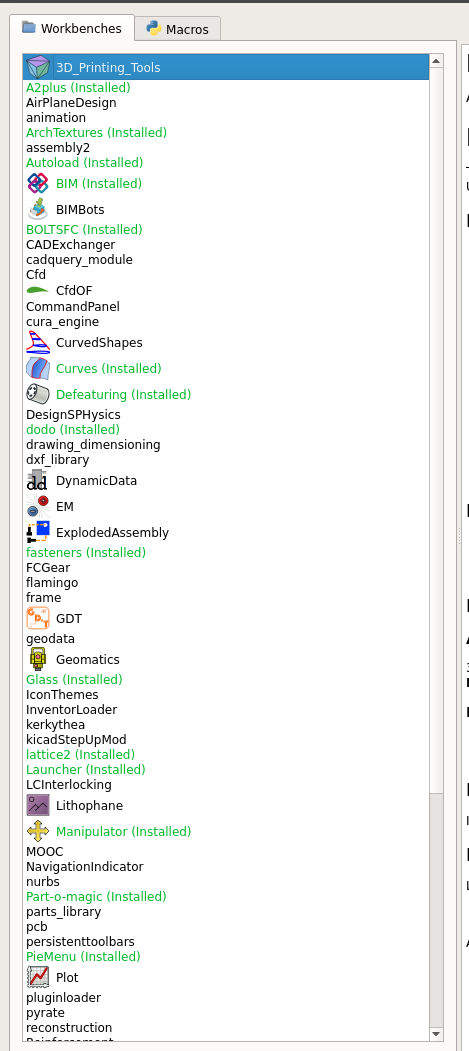 Workbenches
Macros
3D_Printing_Tools
A2plus (Installed)
AirPlaneDesign
animation
ArchTextures (Installed)
assembly2
Autoload (Installed)
BIM (Installed)
BIMBots
BOLTSFC (Installed)
CADExchanger
cadquery_module
Cfd
CfdOF
CommandPanel
cura_engine
CurvedShapes
Curves (Installed)
Defeaturing (Installed)
DesignSPHysics
dodo (Installed)
drawing_dimensioning
dxf_library
DynamicData
EM
ExplodedAssembly
fasteners (Installed)
FCGear
flamingo
frame
GDT
geodata
Geomatics
Glass (Installed)
IconThemes
InventorLoader
kerkythea
kicadStepUpMod
lattice2 (Installed)
Launcher (Installed)
LCInterlocking
Lithophane
Manipulator (Installed)
MOOC
NavigationIndicator
nurbs
Part-o-magic (Installed)
parts_library
pcb
persistenttoolbars
PieMenu (Installed)
Plot
pluginloader
pyrate
reconstruction